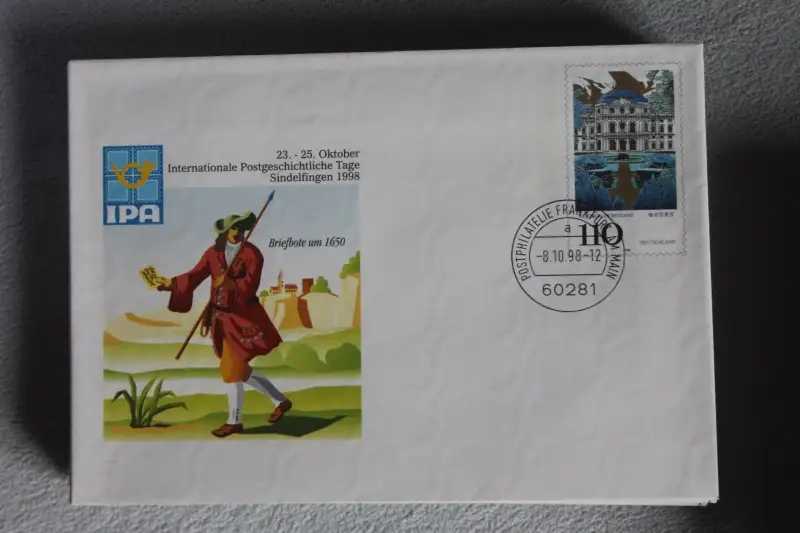 23. - 25. Oktober
Internationale Postgeschichtliche Tage
Sindelfingen 1998
IPA
Briefbote um 1650
110
DEUTSCHLAND
POSTPHILATELIE FRANKFURT AM MAIN
a
-8.10.98-12
60281